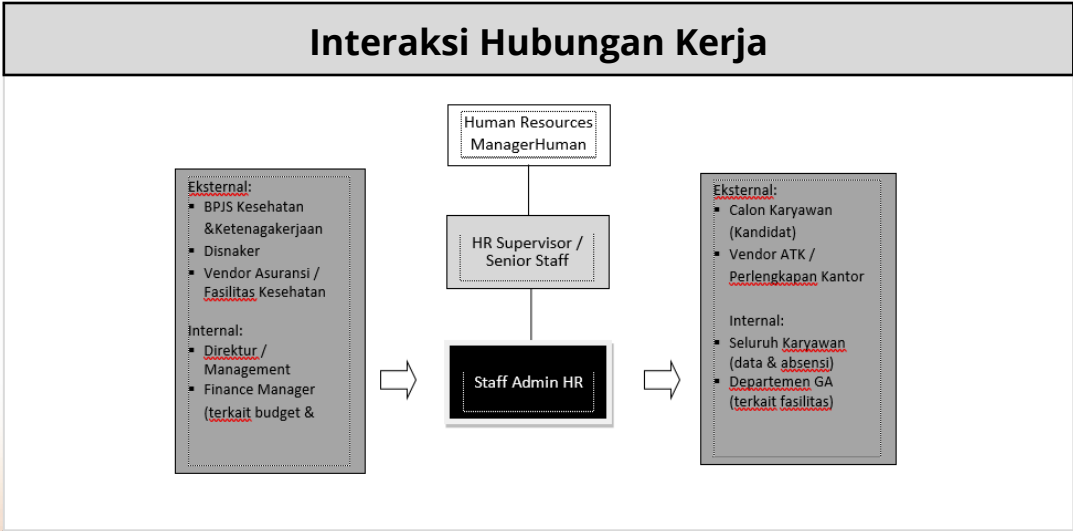 Interaksi Hubungan Kerja
Human Resources
ManagerHuman
HR Supervisor /
Senior Staff
Staff Admin HR
Eksternal:
▪ BPJS Kesehatan
&Ketenagakerjaan
▪ Disnaker
▪ Vendor Asuransi /
Fasilitas Kesehatan
Internal:
▪ Direktur /
Management
▪ Finance Manager
(terkait budget &
Eksternal:
▪ Calon Karyawan
(Kandidat)
▪ Vendor ATK /
Perlengkapan Kantor
Internal:
▪ Seluruh Karyawan
(data & absensi)
▪ Departemen GA
(terkait fasilitas)